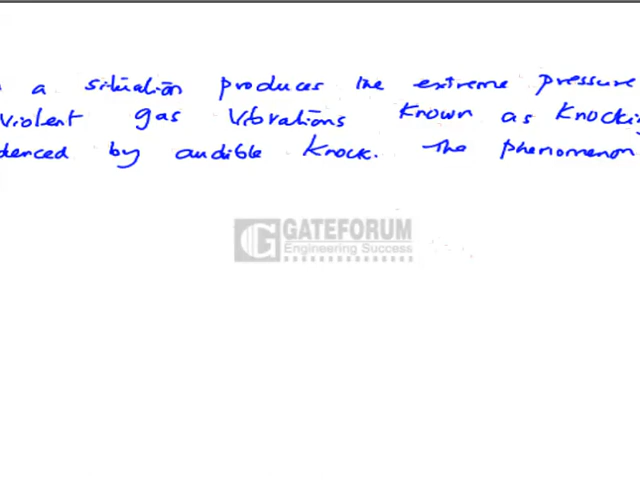 a situation produces the extreme pressure
violent gas vibrations known as knocki
denced by audible knock. The phenomenon
GATEFORUM
Engineering Success